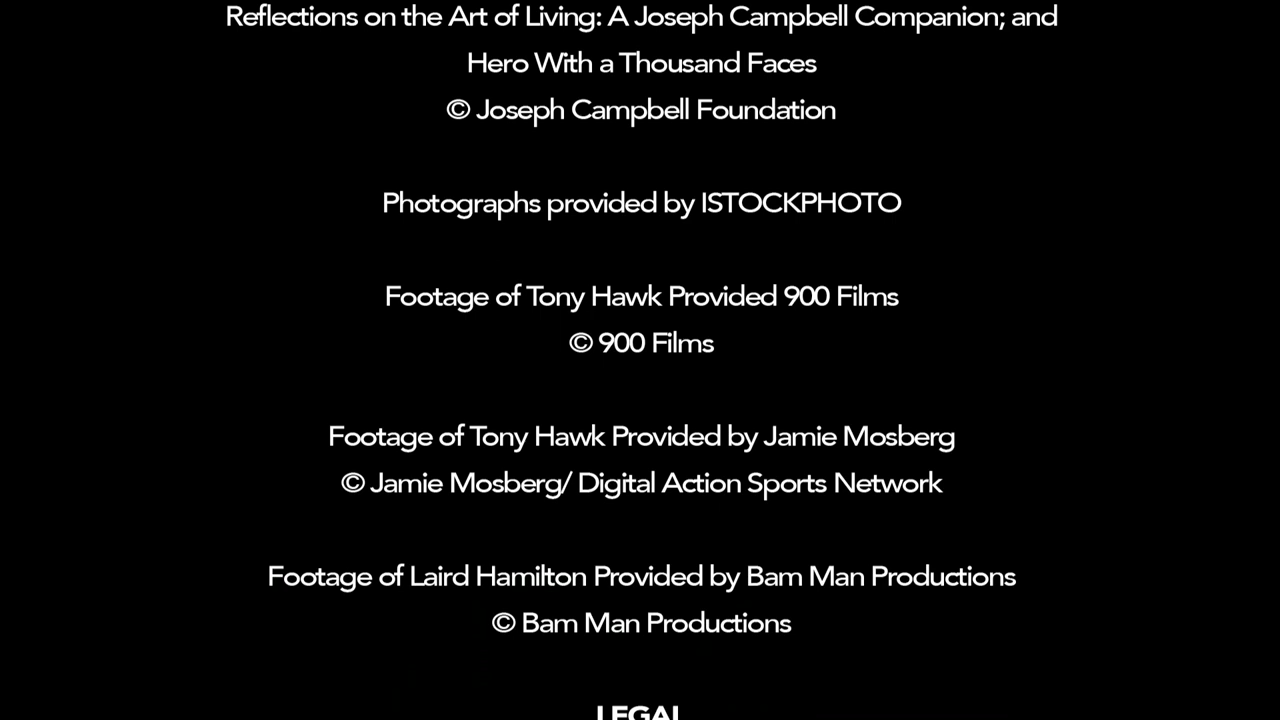 Reflections on the Art of Living: A Joseph Campbell Companion; and
Hero With a Thousand Faces
© Joseph Campbell Foundation
Photographs provided by ISTOCKPHOTO
Footage of Tony Hawk Provided 900 Films
© 900 Films
Footage of Tony Hawk Provided by Jamie Mosberg
© Jamie Mosberg/ Digital Action Sports Network
Footage of Laird Hamilton Provided by Bam Man Productions
© Bam Man Productions
LEGAL